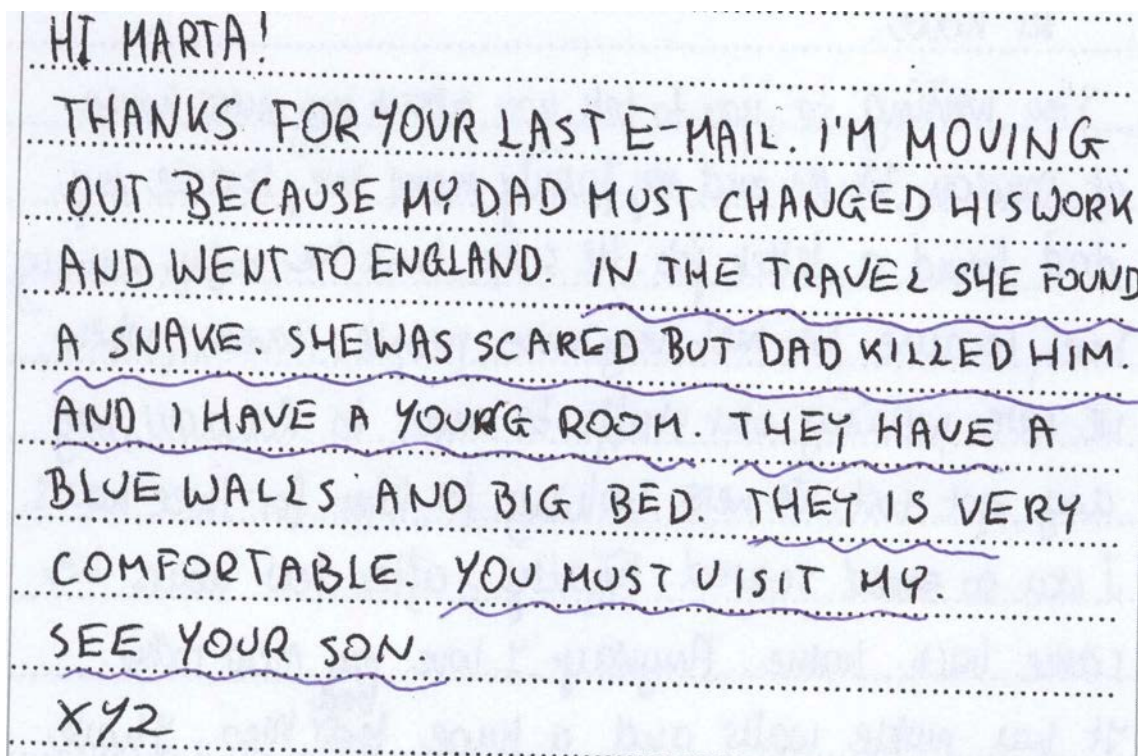 HI MARTA!
THANKS FOR YOUR LAST E-MAIL. I'M MOVING
OUT BECAUSE MY DAD MUST CHANGED HIS WORK
AND WENT TO ENGLAND. IN THE TRAVEL SHE FOUND
A SNAKE. SHE WAS SCARED BUT DAD KILLED HIM.
AND I HAVE A YOUNG ROOM. THEY HAVE A
BLUE WALLS AND BIG BED. THEY IS VERY
COMFORTABLE. YOU MUST VISIT MY.
SEE YOUR SON.
XYZ